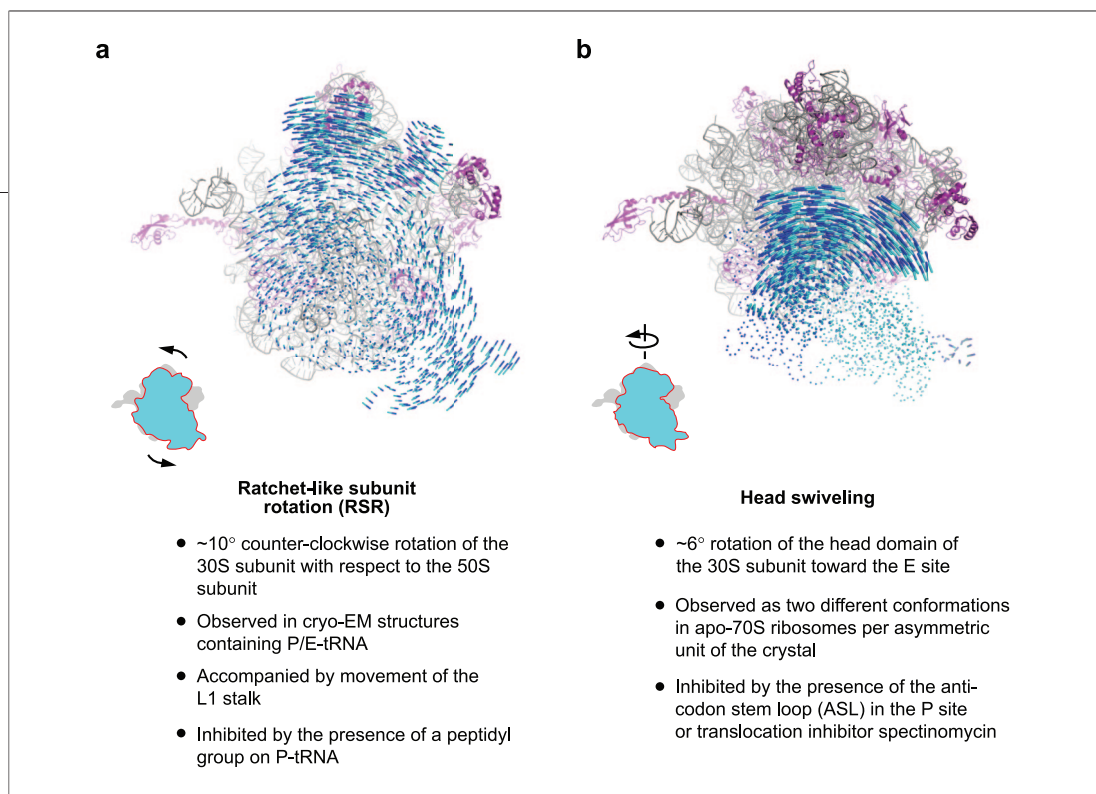 a
Ratchet-like subunit
rotation (RSR)
● ~10° counter-clockwise rotation of the
30S subunit with respect to the 50S
subunit
● Observed in cryo-EM structures
containing P/E-tRNA
● Accompanied by movement of the
L1 stalk
● Inhibited by the presence of a peptidyl
group on P-tRNA
b
Head swiveling
● ~6° rotation of the head domain of
the 30S subunit toward the E site
● Observed as two different conformations
in apo-70S ribosomes per asymmetric
unit of the crystal
● Inhibited by the presence of the anti-
codon stem loop (ASL) in the P site
or translocation inhibitor spectinomycin